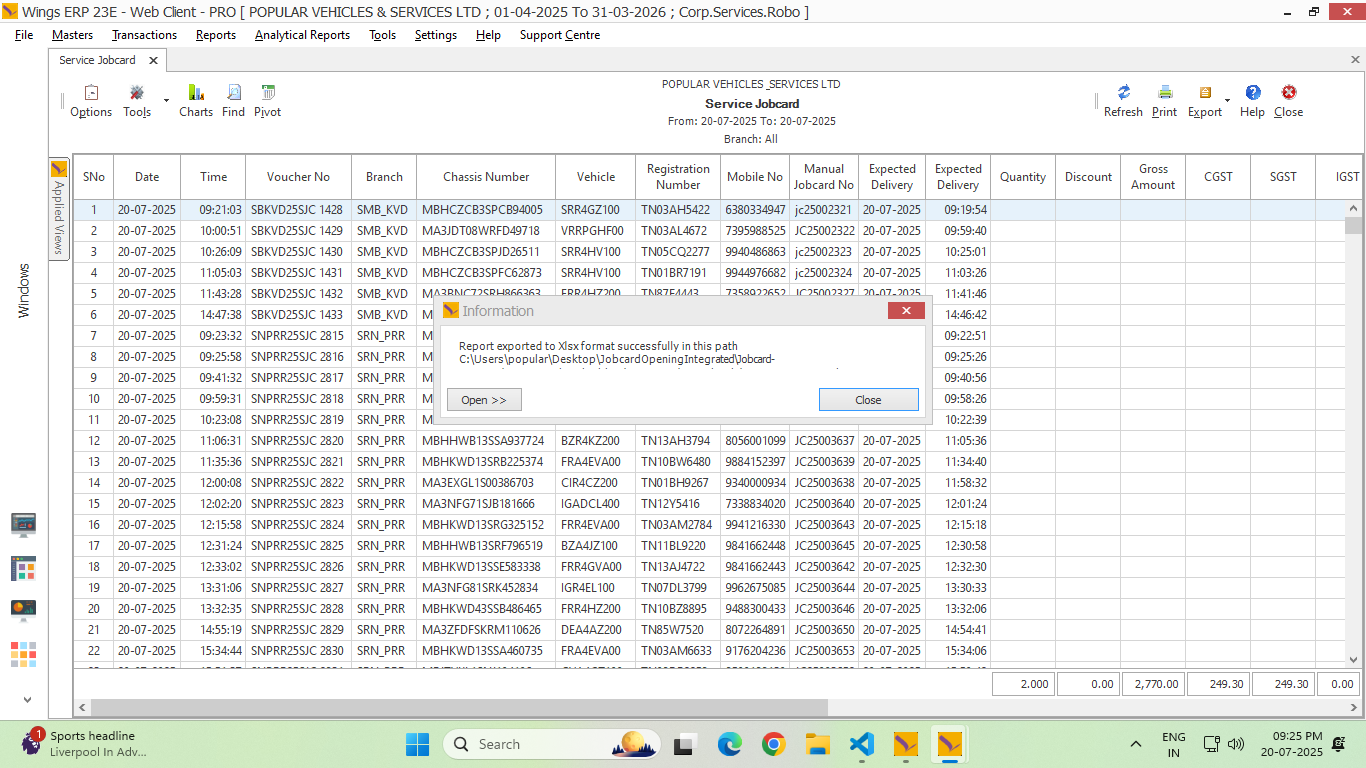 Wings ERP 23E - Web Client - PRO [ POPULAR VEHICLES & SERVICES LTD ; 01-04-2025 To 31-03-2026 ; Corp.Services.Robo ]
File Masters Transactions Reports Analytical Reports Tools Settings Help Support Centre
Service Jobcard
Options Tools Charts Find Pivot
POPULAR VEHICLES_SERVICES LTD
Service Jobcard
From: 20-07-2025 To: 20-07-2025
Branch: All
Refresh Print Export Help Close
Applied Views
Windows
SNo Date Time Voucher No Branch Chassis Number Vehicle Registration Number Mobile No Manual Jobcard No Expected Delivery Expected Delivery Quantity Discount Gross Amount CGST SGST IGST
1 20-07-2025 09:21:03 SBKVD25SJC 1428 SMB_KVD MBHCZCB3SPCB94005 SRR4GZ100 TN03AH5422 6380334947 jc25002321 20-07-2025 09:19:54
2 20-07-2025 10:00:51 SBKVD25SJC 1429 SMB_KVD MA3JDT08WRFD49718 VRRPGHF00 TN03AL4672 7395988525 JC25002322 20-07-2025 09:59:40
3 20-07-2025 10:26:09 SBKVD25SJC 1430 SMB_KVD MBHCZCB3SPJD26511 SRR4HV100 TN05CQ2277 9940486863 jc25002323 20-07-2025 10:25:01
4 20-07-2025 11:05:03 SBKVD25SJC 1431 SMB_KVD MBHCZCB3SPFC62873 SRR4HV100 TN01BR7191 9944976682 jc25002324 20-07-2025 11:03:26
5 20-07-2025 11:43:28 SBKVD25SJC 1432 SMB_KVD MA3BNC72SRH866363 ERR4HZ200 TN87F4443 7358922652 JC25002327 20-07-2025 11:41:46
6 20-07-2025 14:47:38 SBKVD25SJC 1433 SMB_KVD 14:46:42
7 20-07-2025 09:23:32 SNPRR25SJC 2815 SRN_PRR 09:22:51
8 20-07-2025 09:25:58 SNPRR25SJC 2816 SRN_PRR 09:25:26
9 20-07-2025 09:41:32 SNPRR25SJC 2817 SRN_PRR 09:40:56
10 20-07-2025 09:59:31 SNPRR25SJC 2818 SRN_PRR 09:58:26
11 20-07-2025 10:23:08 SNPRR25SJC 2819 SRN_PRR 10:22:39
12 20-07-2025 11:06:31 SNPRR25SJC 2820 SRN_PRR MBHHWB13SSA937724 BZR4KZ200 TN13AH3794 8056001099 JC25003637 20-07-2025 11:05:36
13 20-07-2025 11:35:36 SNPRR25SJC 2821 SRN_PRR MBHKWD13SRB225374 FRA4EVA00 TN10BW6480 9884152397 JC25003639 20-07-2025 11:34:40
14 20-07-2025 12:00:08 SNPRR25SJC 2822 SRN_PRR MA3EXGL1S00386703 CIR4CZ200 TN01BH9267 9340000934 JC25003638 20-07-2025 11:58:32
15 20-07-2025 12:02:20 SNPRR25SJC 2823 SRN_PRR MA3NFG71SJB181666 IGADCL400 TN12Y5416 7338834020 JC25003640 20-07-2025 12:01:24
16 20-07-2025 12:15:58 SNPRR25SJC 2824 SRN_PRR MBHKWD13SRG325152 FRR4EVA00 TN03AM2784 9941216330 JC25003643 20-07-2025 12:15:18
17 20-07-2025 12:31:24 SNPRR25SJC 2825 SRN_PRR MBHHWB13SRF796519 BZA4JZ100 TN11BL9220 9841662448 JC25003645 20-07-2025 12:30:58
18 20-07-2025 12:33:02 SNPRR25SJC 2826 SRN_PRR MBHKWD13SSE583338 FRR4GVA00 TN13AJ4722 9841662443 JC25003642 20-07-2025 12:32:30
19 20-07-2025 13:31:06 SNPRR25SJC 2827 SRN_PRR MA3NFG81SRK452834 IGR4EL100 TN07DL3799 9962675085 JC25003644 20-07-2025 13:30:33
20 20-07-2025 13:32:35 SNPRR25SJC 2828 SRN_PRR MBHKWD43SSB486465 FRR4HZ200 TN10BZ8895 9488300433 JC25003646 20-07-2025 13:32:06
21 20-07-2025 14:55:19 SNPRR25SJC 2829 SRN_PRR MA3ZFDFSKRM110626 DEA4AZ200 TN85W7520 8072264891 JC25003650 20-07-2025 14:54:41
22 20-07-2025 15:34:44 SNPRR25SJC 2830 SRN_PRR MBHKWD13SSA460735 FRA4EVA00 TN03AM6633 9176204236 JC25003653 20-07-2025 15:34:06
2.000 0.00 2,770.00 249.30 249.30 0.00
Information
Report exported to Xlsx format successfully in this path
C:\Users\popular\Desktop\JobcardOpeningIntegrated\Jobcard-
Open >> Close
1
Sports headline
Liverpool In Adv...
Search
ENG
IN
09:25 PM
20-07-2025